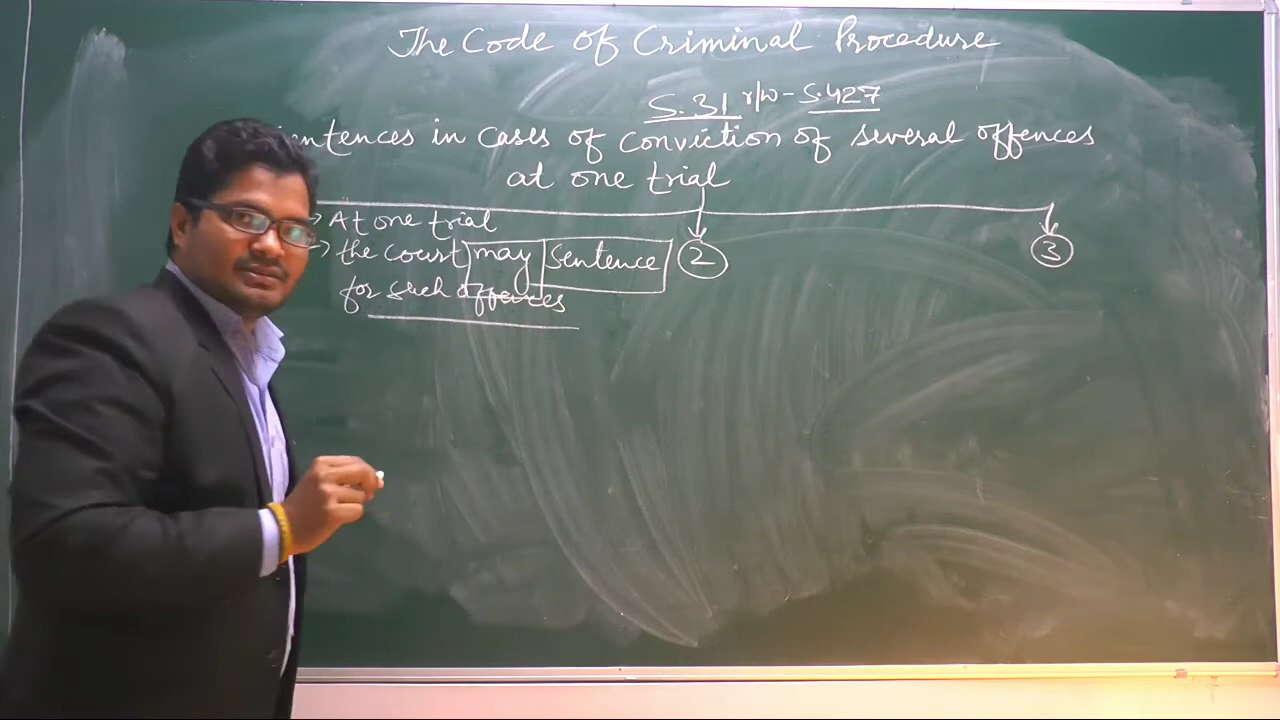 The Code of Criminal Procedure
S.31 r/w - S.427
sentences in cases of conviction of several offences
at one trial
→ At one trial
→ the court may sentence
for such offences
2
3